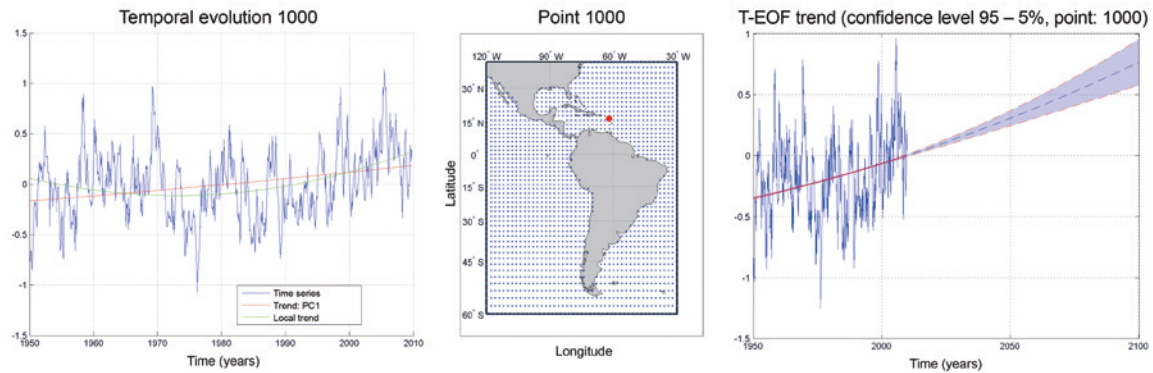 Temporal evolution 1000
1.5
1
0.5
0
-0.5
-1
-1.5
1950 1960 1970 1980 1990 2000 2010
Time (years)
Time series
Trend: PC1
Local trend
Point 1000
120° W 90° W 60° W 30° W
30° N
15° N
0°
15° S
30° S
45° S
60° S
Latitude
Longitude
T-EOF trend (confidence level 95 – 5%, point: 1000)
1
0.5
0
-0.5
-1
-1.5
1950 2000 2050 2100
Time (years)